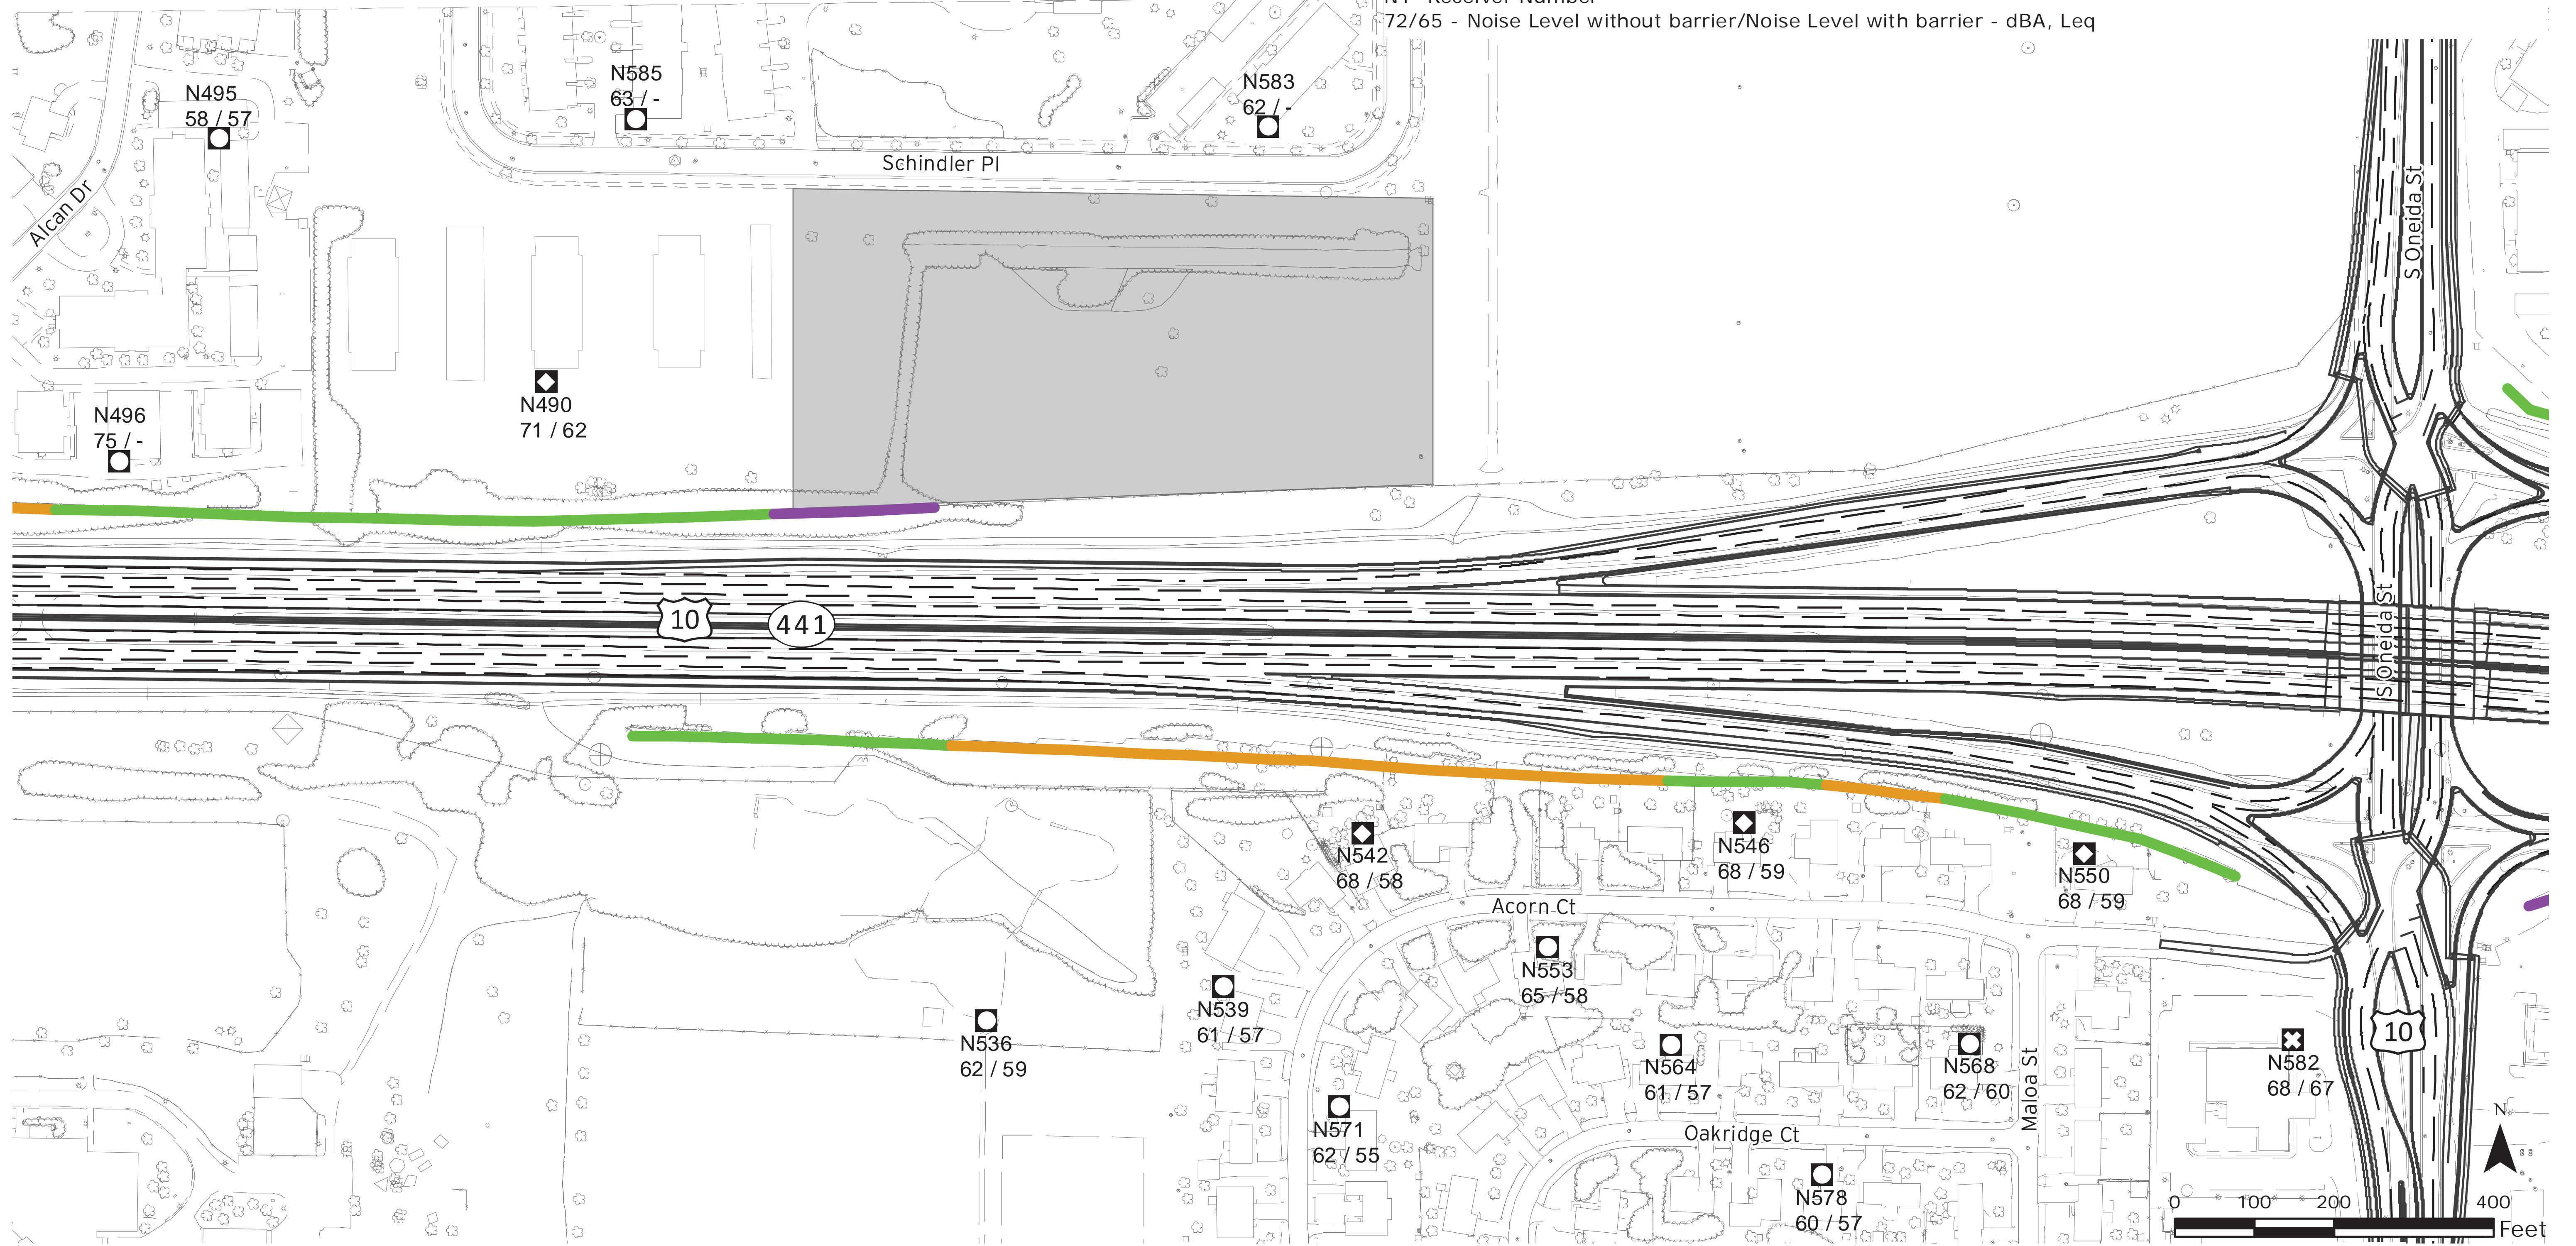 N1 - Receiver Number
72/65 - Noise Level without barrier/Noise Level with barrier - dBA, Leq
N585
63 / -
N583
62 / -
N495
58 / 57
Schindler Pl
Alcan Dr
S Oneida St
N490
71 / 62
N496
75 / -
10
441
S Oneida St
N542
68 / 58
N546
68 / 59
N550
68 / 59
Acorn Ct
N553
65 / 58
N539
61 / 57
N536
62 / 59
N564
61 / 57
N568
62 / 60
Maloa St
N582
68 / 67
10
N571
62 / 55
Oakridge Ct
N
N578
60 / 57
0 100 200 400
Feet